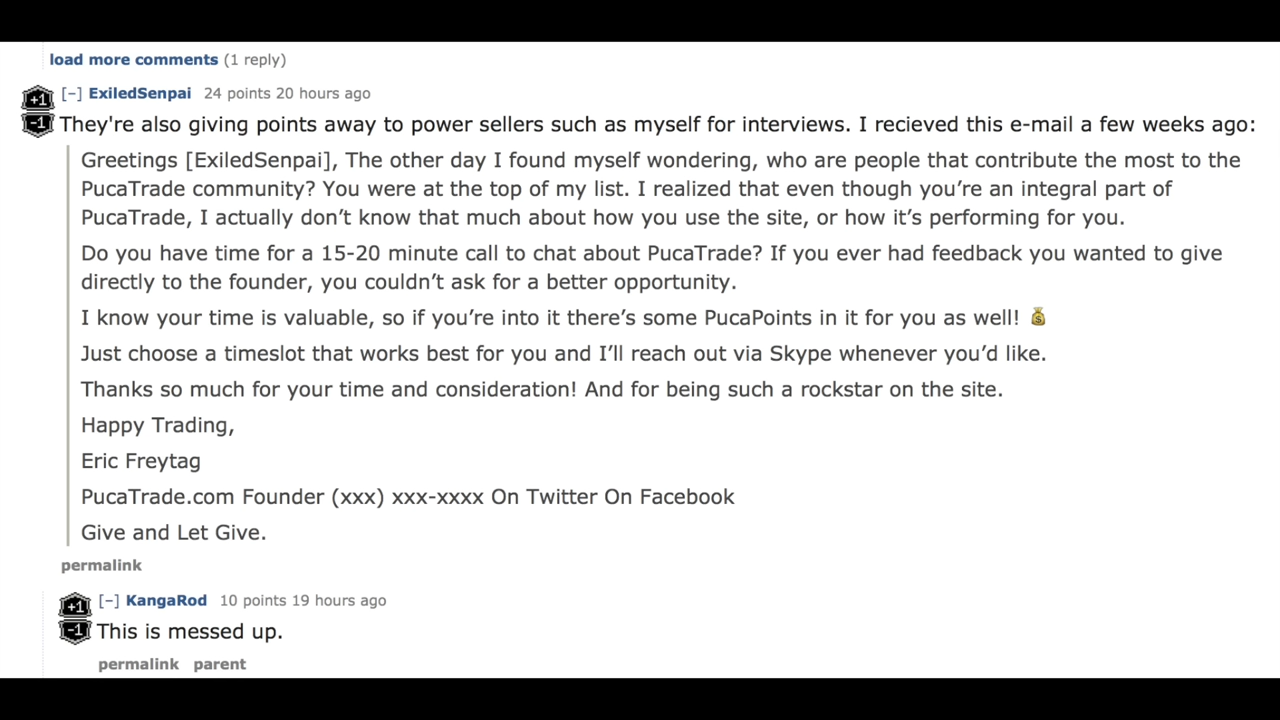 load more comments (1 reply)
+1 [–] ExiledSenpai 24 points 20 hours ago
-1 They're also giving points away to power sellers such as myself for interviews. I recieved this e-mail a few weeks ago:
Greetings [ExiledSenpai], The other day I found myself wondering, who are people that contribute the most to the
PucaTrade community? You were at the top of my list. I realized that even though you’re an integral part of
PucaTrade, I actually don’t know that much about how you use the site, or how it’s performing for you.
Do you have time for a 15-20 minute call to chat about PucaTrade? If you ever had feedback you wanted to give
directly to the founder, you couldn’t ask for a better opportunity.
I know your time is valuable, so if you’re into it there’s some PucaPoints in it for you as well! 💰
Just choose a timeslot that works best for you and I’ll reach out via Skype whenever you’d like.
Thanks so much for your time and consideration! And for being such a rockstar on the site.
Happy Trading,
Eric Freytag
PucaTrade.com Founder (xxx) xxx-xxxx On Twitter On Facebook
Give and Let Give.
permalink
+1 [–] KangaRod 10 points 19 hours ago
-1 This is messed up.
permalink parent